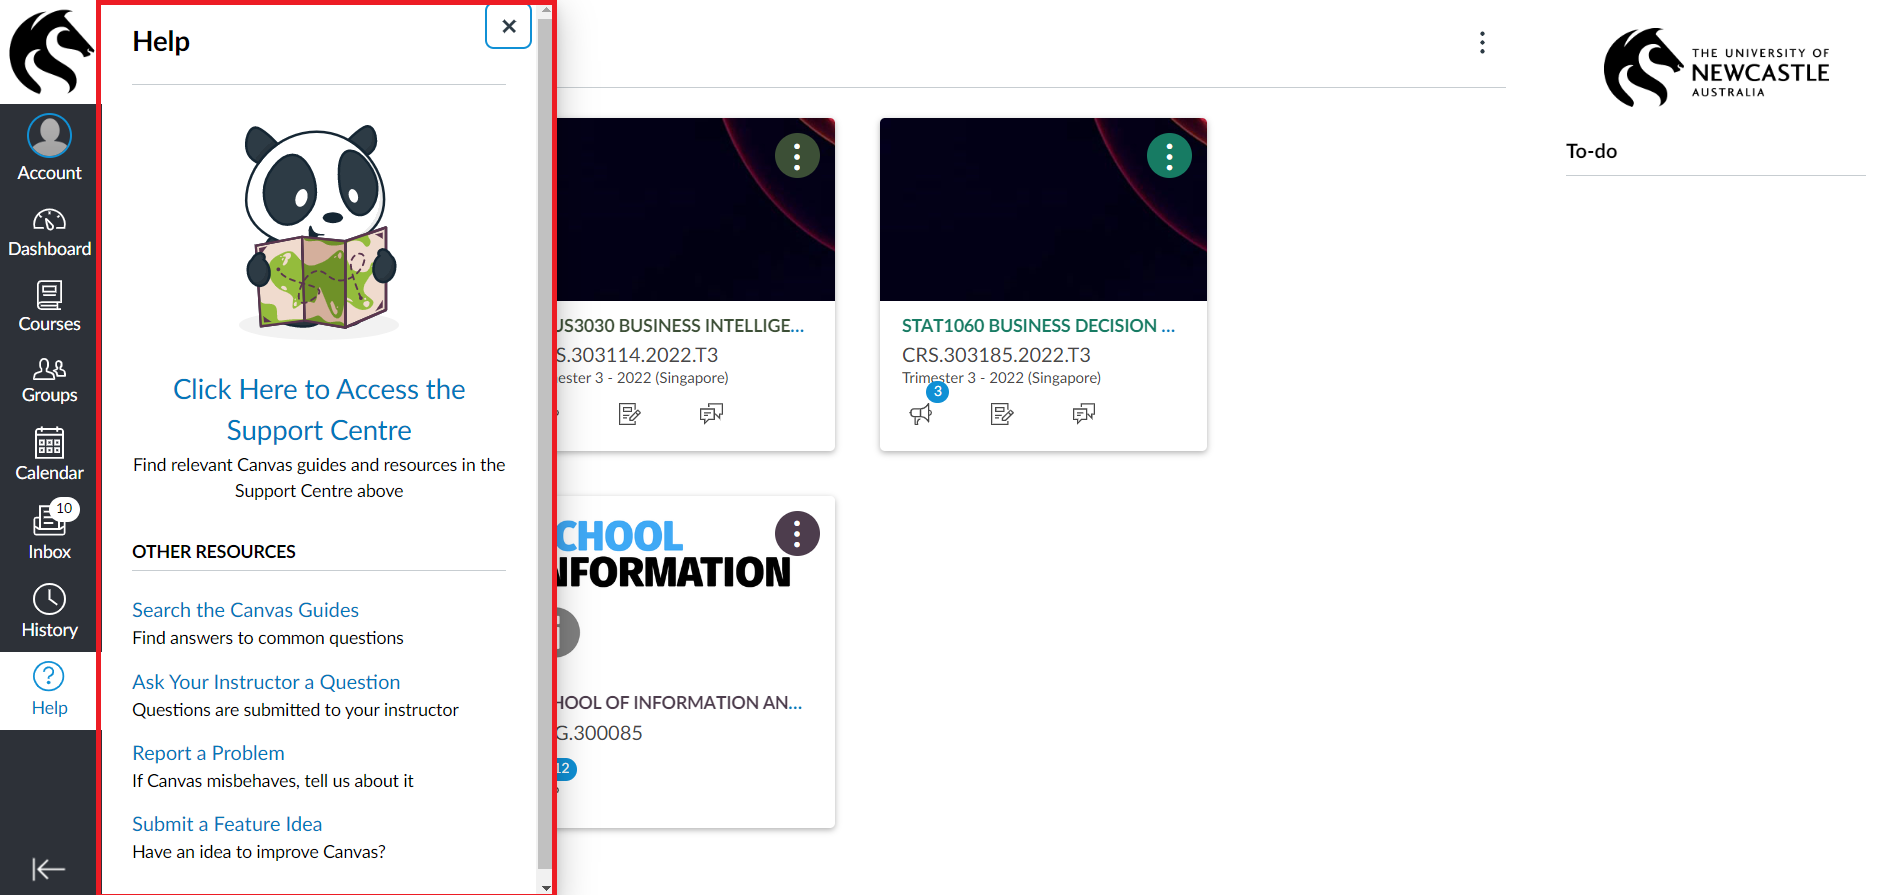 Account
Dashboard
Courses
Groups
Calendar
10
Inbox
History
Help
Help
Click Here to Access the
Support Centre
Find relevant Canvas guides and resources in the
Support Centre above
OTHER RESOURCES
Search the Canvas Guides
Find answers to common questions
Ask Your Instructor a Question
Questions are submitted to your instructor
Report a Problem
If Canvas misbehaves, tell us about it
Submit a Feature Idea
Have an idea to improve Canvas?
US3030 BUSINESS INTELLIGE...
S.303114.2022.T3
ester 3 - 2022 (Singapore)
STAT1060 BUSINESS DECISION ...
CRS.303185.2022.T3
Trimester 3 - 2022 (Singapore)
3
CHOOL
NFORMATION
HOOL OF INFORMATION AN...
G.300085
12
THE UNIVERSITY OF
NEWCASTLE
AUSTRALIA
To-do